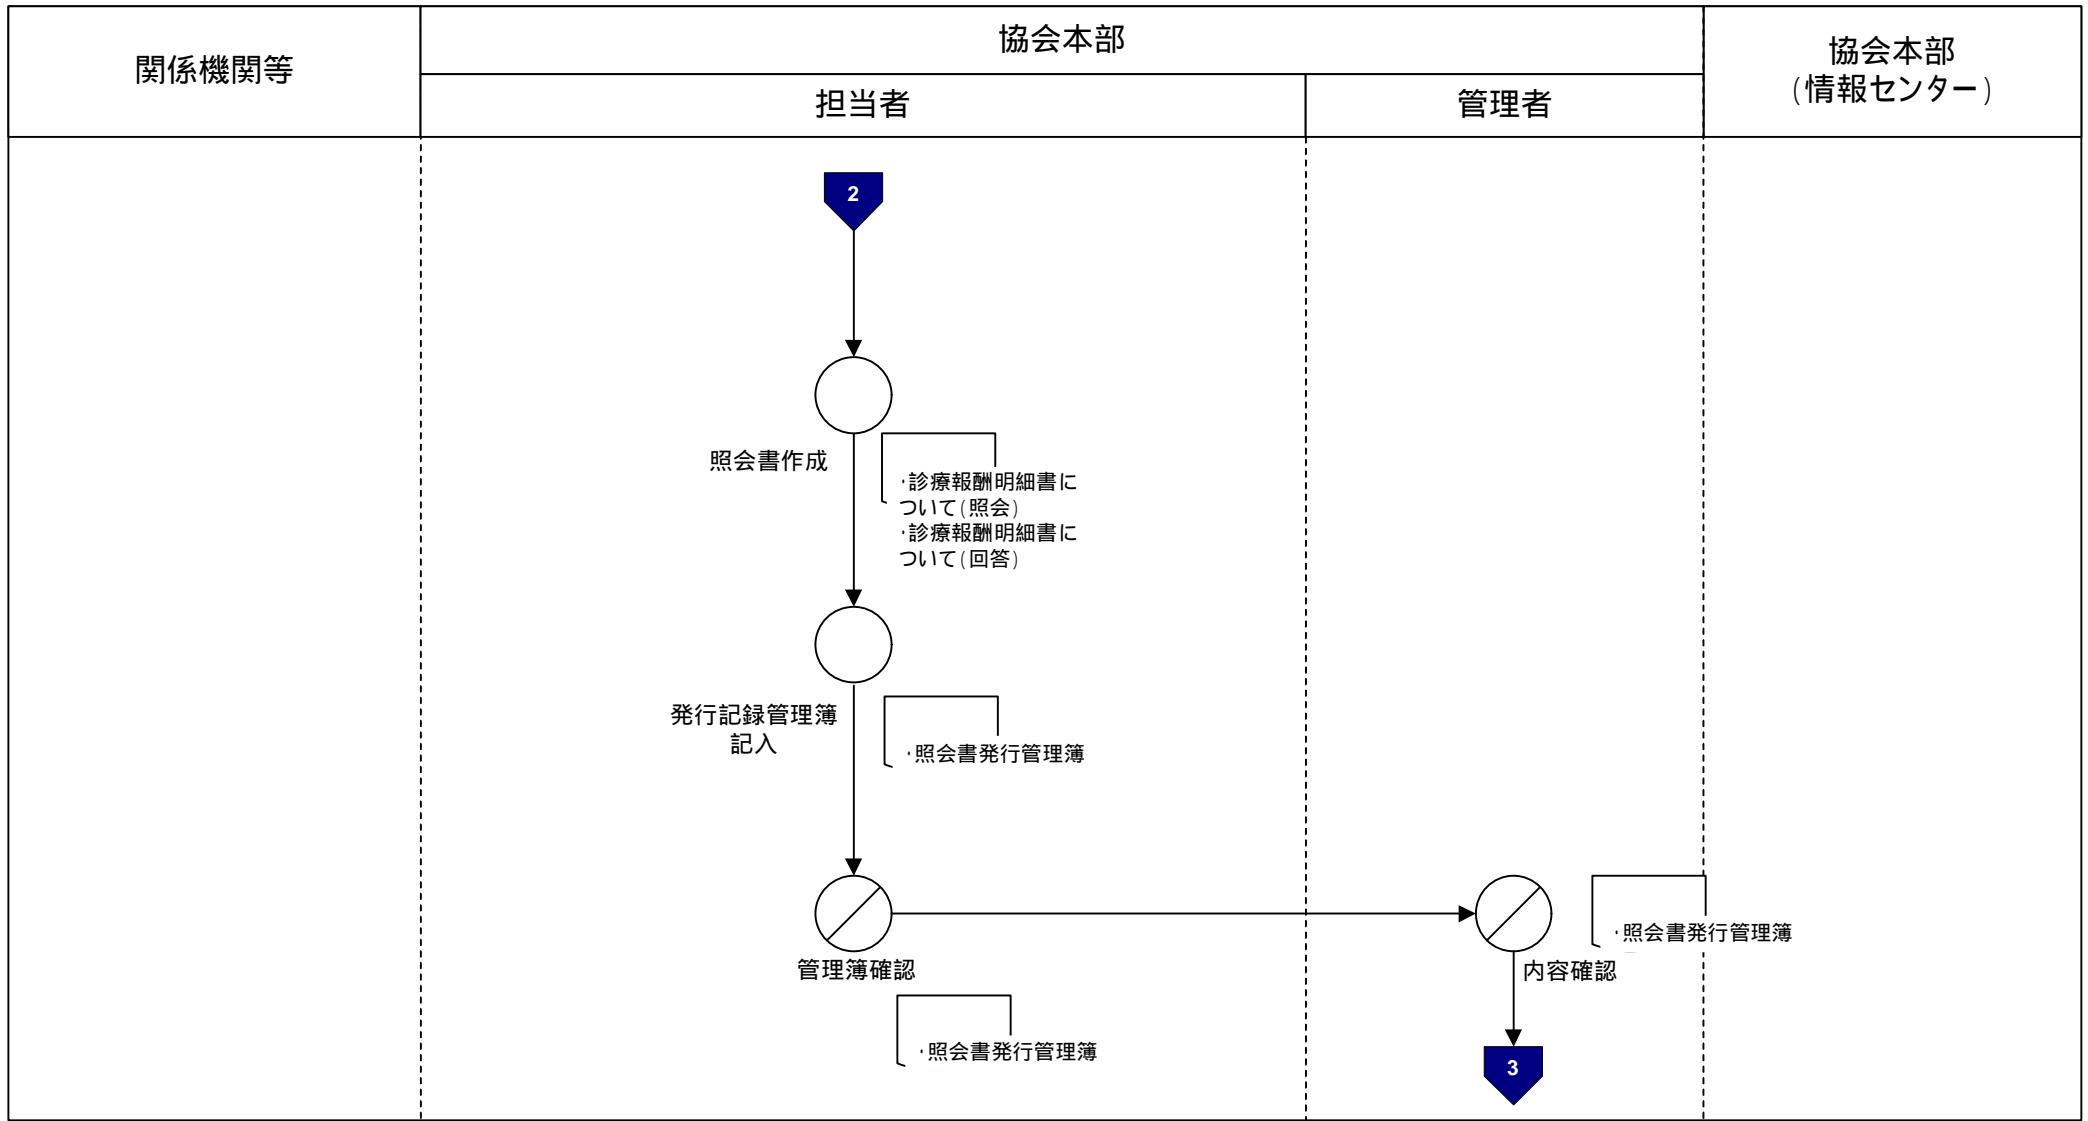 関係機関等
協会本部
担当者
管理者
協会本部
(情報センター)
2
照会書作成
・診療報酬明細書に
ついて(照会)
・診療報酬明細書に
ついて(回答)
発行記録管理簿
記入
・照会書発行管理簿
管理簿確認
・照会書発行管理簿
内容確認
・照会書発行管理簿
3